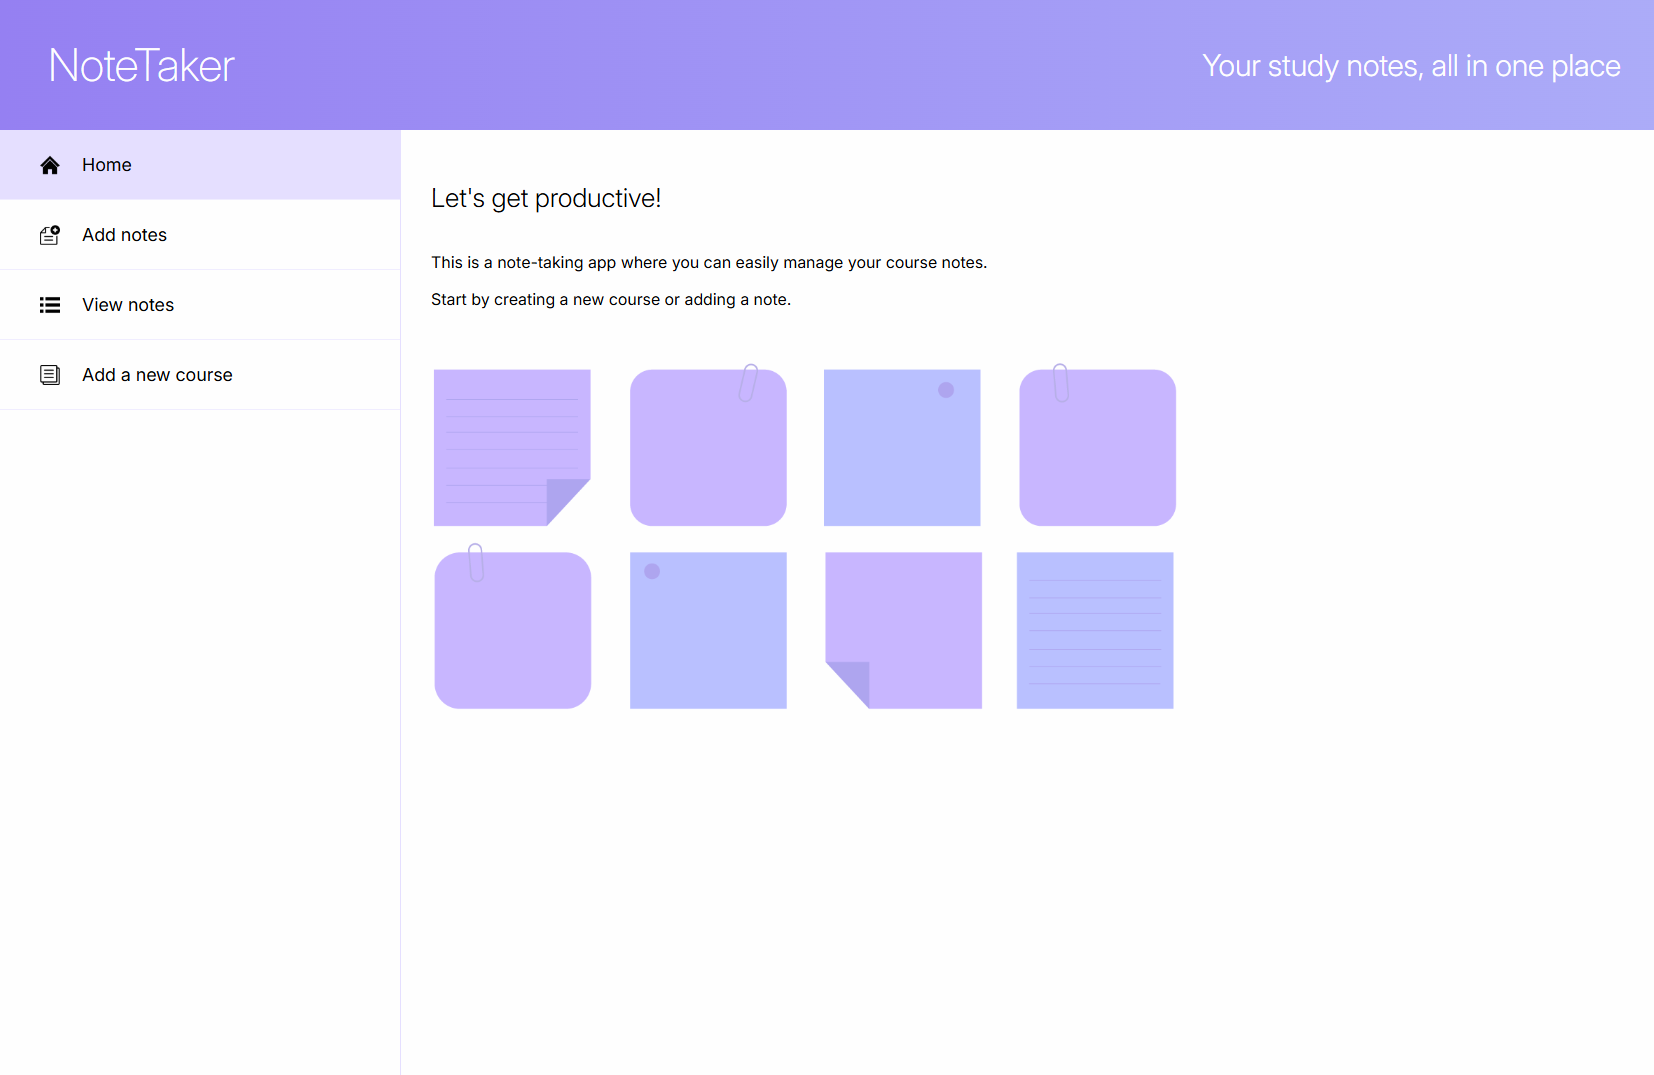 NoteTaker
Your study notes, all in one place
Home
Add notes
View notes
Add a new course
Let's get productive!
This is a note-taking app where you can easily manage your course notes.
Start by creating a new course or adding a note.